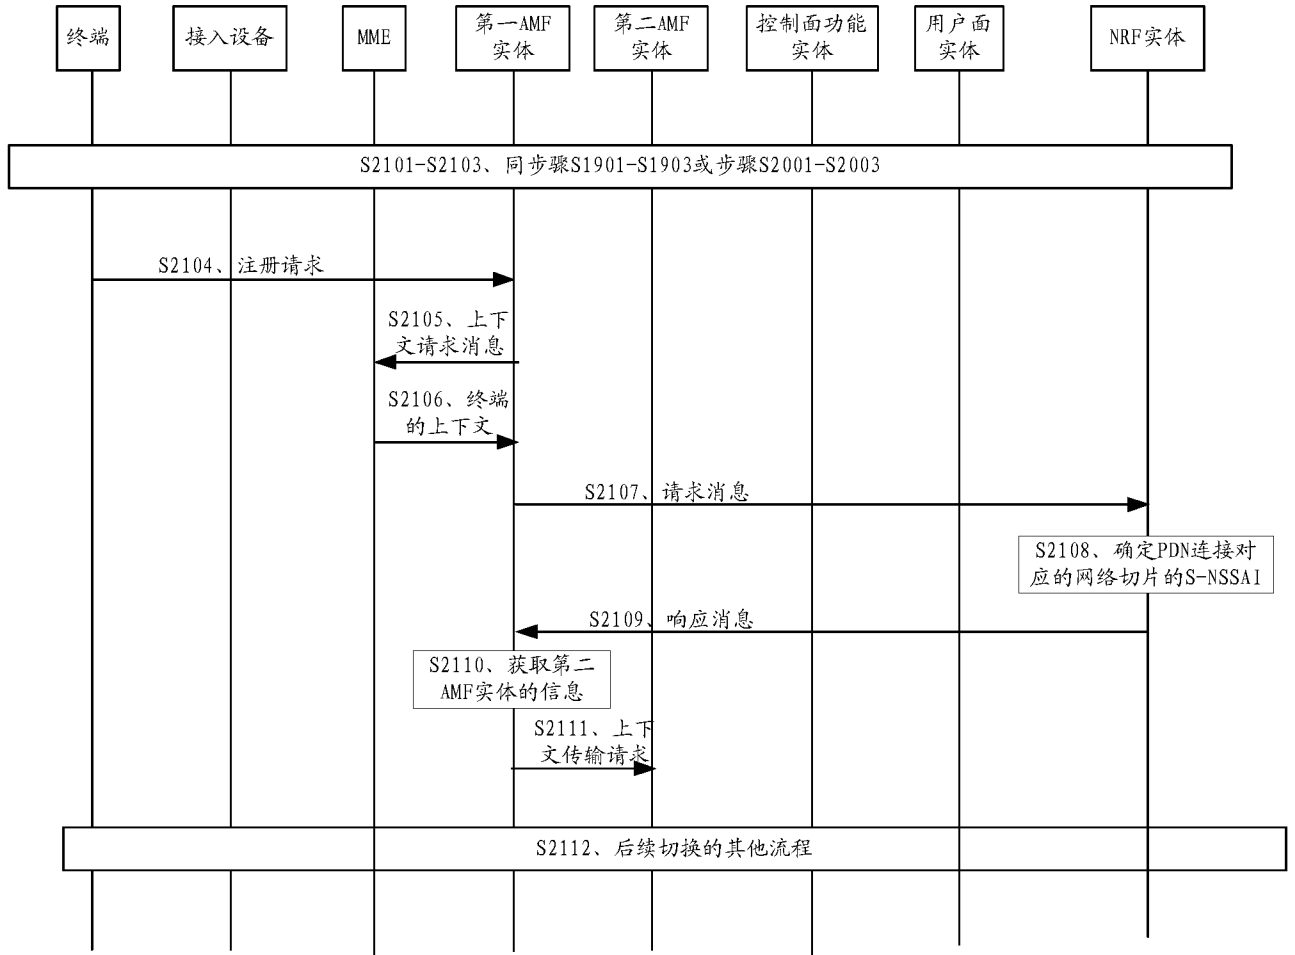 终端
接入设备
MME
第一AMF
实体
第二AMF
实体
控制面功能
实体
用户面
实体
NRF实体
S2101-S2103、同步骤S1901-S1903或步骤S2001-S2003
S2104、注册请求
S2105、上下
文请求消息
S2106、终端
的上下文
S2107、请求消息
S2108、确定PDN连接对
应的网络切片的S-NSSAI
S2109、响应消息
S2110、获取第二
AMF实体的信息
S2111、上下
文传输请求
S2112、后续切换的其他流程